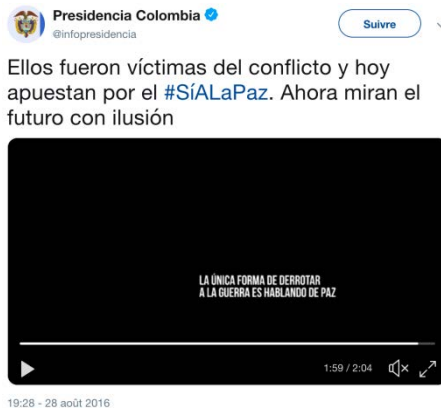 Presidencia Colombia
@infopresidencia
Suivre
Ellos fueron víctimas del conflicto y hoy
apuestan por el #SíALaPaz. Ahora miran el
futuro con ilusión
LA ÚNICA FORMA DE DERROTAR
A LA GUERRA ES HABLANDO DE PAZ
1:59 / 2:04
19:28 - 28 août 2016